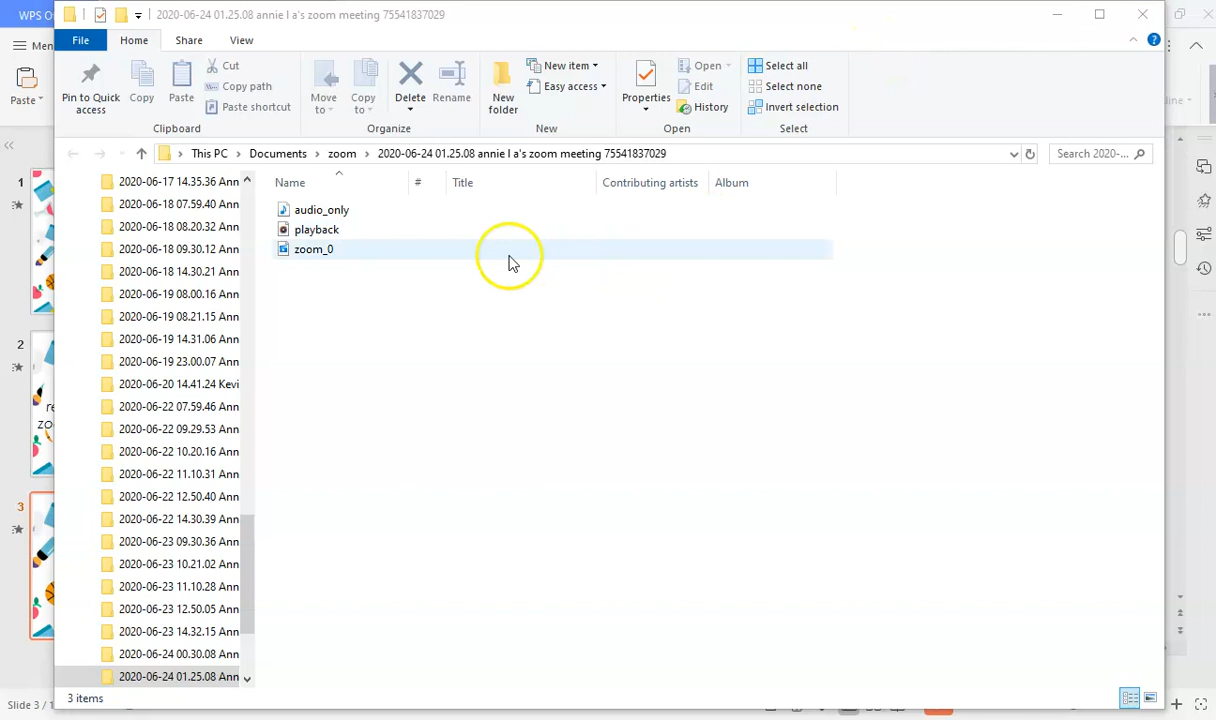 WPS Of
2020-06-24 01.25.08 annie l a's zoom meeting 75541837029
Men
File
Home
Share
View
Paste
Pin to Quick access
Copy
Paste
Cut
Copy path
Paste shortcut
Clipboard
Move to
Copy to
Delete
Rename
Organize
New folder
New item
Easy access
New
Properties
Open
Edit
History
Open
Select all
Select none
Invert selection
Select
This PC
Documents
zoom
2020-06-24 01.25.08 annie l a's zoom meeting 75541837029
Search 2020-...
Name
#
Title
Contributing artists
Album
audio_only
playback
zoom_0
2020-06-17 14.35.36 Ann
2020-06-18 07.59.40 Ann
2020-06-18 08.20.32 Ann
2020-06-18 09.30.12 Ann
2020-06-18 14.30.21 Ann
2020-06-19 08.00.16 Ann
2020-06-19 08.21.15 Ann
2020-06-19 14.31.06 Ann
2020-06-19 23.00.07 Ann
2020-06-20 14.41.24 Kevi
2020-06-22 07.59.46 Ann
2020-06-22 09.29.53 Ann
2020-06-22 10.20.16 Ann
2020-06-22 11.10.31 Ann
2020-06-22 12.50.40 Ann
2020-06-22 14.30.39 Ann
2020-06-23 09.30.36 Ann
2020-06-23 10.21.02 Ann
2020-06-23 11.10.28 Ann
2020-06-23 12.50.05 Ann
2020-06-23 14.32.15 Ann
2020-06-24 00.30.08 Ann
2020-06-24 01.25.08 Ann
1
2
re
zo
3
3 items
Slide 3 / 1